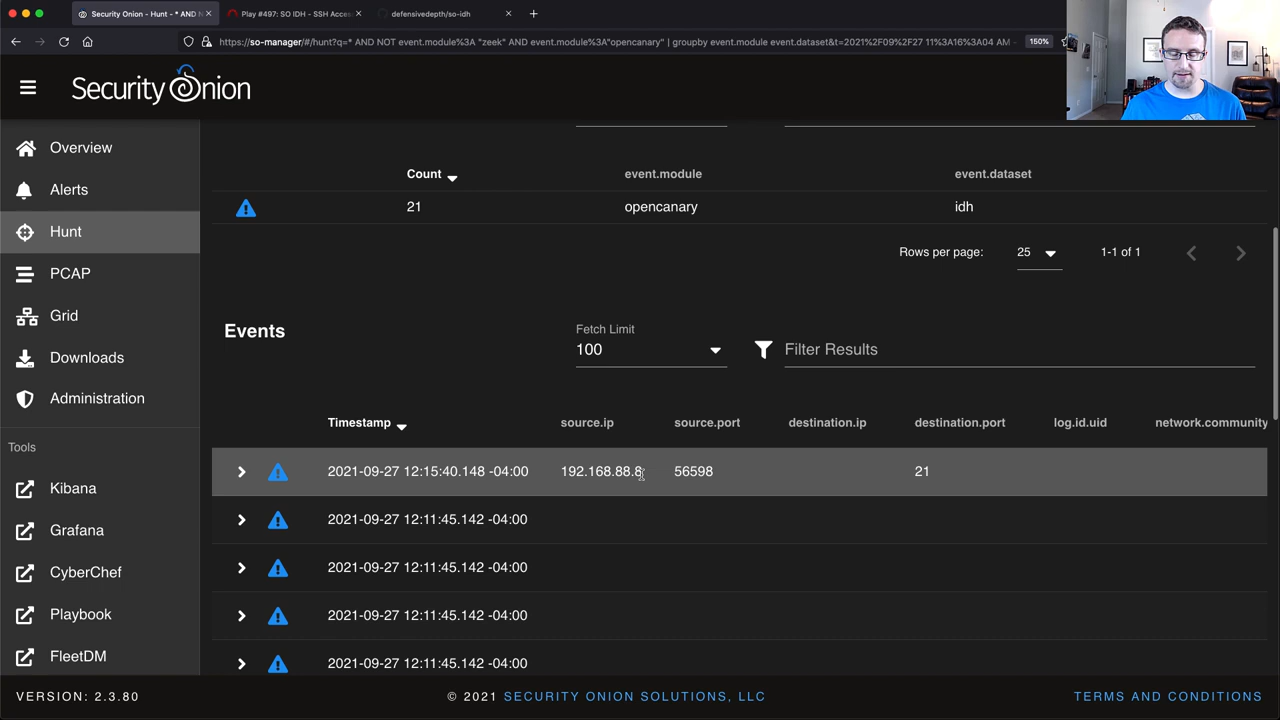 Security Onion - Hunt - * AND N
Play #497: SO IDH - SSH Acces
defensivedepth/so-idh
https://so-manager/#/hunt?q=* AND NOT event.module%3A "zeek" AND event.module%3A"opencanary" | groupby event.module event.dataset&t=2021%2F09%2F27 11%3A16%3A04 AM -
150%
Security Onion
Overview
Alerts
Hunt
PCAP
Grid
Downloads
Administration
Tools
Kibana
Grafana
CyberChef
Playbook
FleetDM
Count event.module event.dataset
21 opencanary idh
Rows per page: 25 1-1 of 1
Events
Fetch Limit
100
Filter Results
Timestamp source.ip source.port destination.ip destination.port log.id.uid network.community
2021-09-27 12:15:40.148 -04:00 192.168.88.8 56598 21
2021-09-27 12:11:45.142 -04:00
2021-09-27 12:11:45.142 -04:00
2021-09-27 12:11:45.142 -04:00
2021-09-27 12:11:45.142 -04:00
VERSION: 2.3.80
© 2021 SECURITY ONION SOLUTIONS, LLC
TERMS AND CONDITIONS